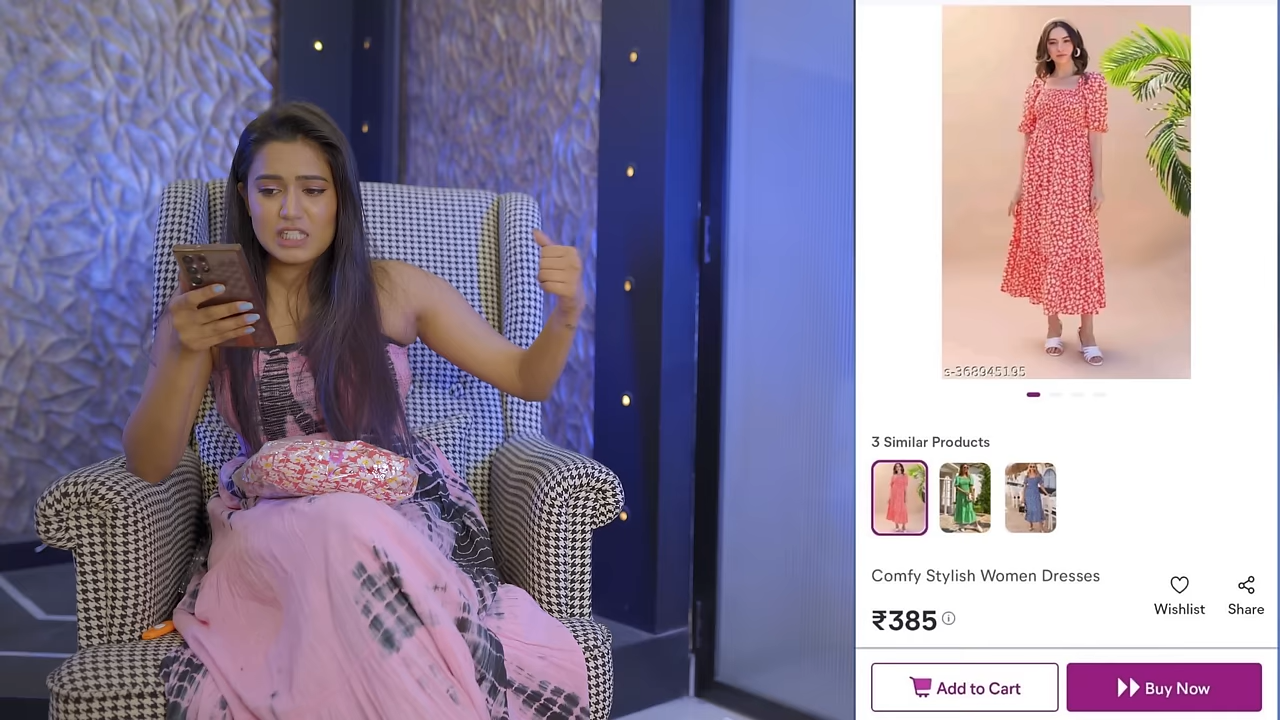 s-368945195
3 Similar Products
Comfy Stylish Women Dresses
Wishlist
Share
₹385
Add to Cart
Buy Now